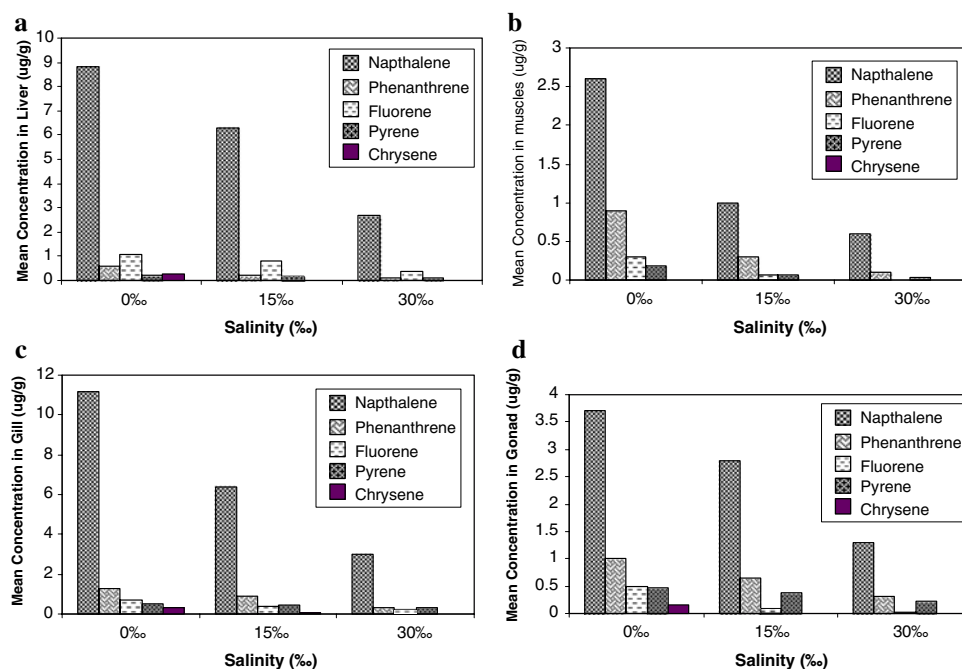 a
Mean Concentration in Liver (ug/g)
10
9
8
7
6
5
4
3
2
1
0
Napthalene
Phenanthrene
Fluorene
Pyrene
Chrysene
0‰ 15‰ 30‰
Salinity (‰)
b
Mean Concentration in muscles (ug/g)
3
2.5
2
1.5
1
0.5
0
Napthalene
Phenanthrene
Fluorene
Pyrene
Chrysene
0‰ 15‰ 30‰
Salinity (‰)
c
Mean Concentration in Gill (ug/g)
12
10
8
6
4
2
0
Napthalene
Phenanthrene
Fluorene
Pyrene
Chrysene
0‰ 15‰ 30‰
Salinity (‰)
d
Mean Concentration in Gonad (ug/g)
4
3.5
3
2.5
2
1.5
1
0.5
0
Napthalene
Phenanthrene
Fluorene
Pyrene
Chrysene
0‰ 15‰ 30‰
Salinity (‰)